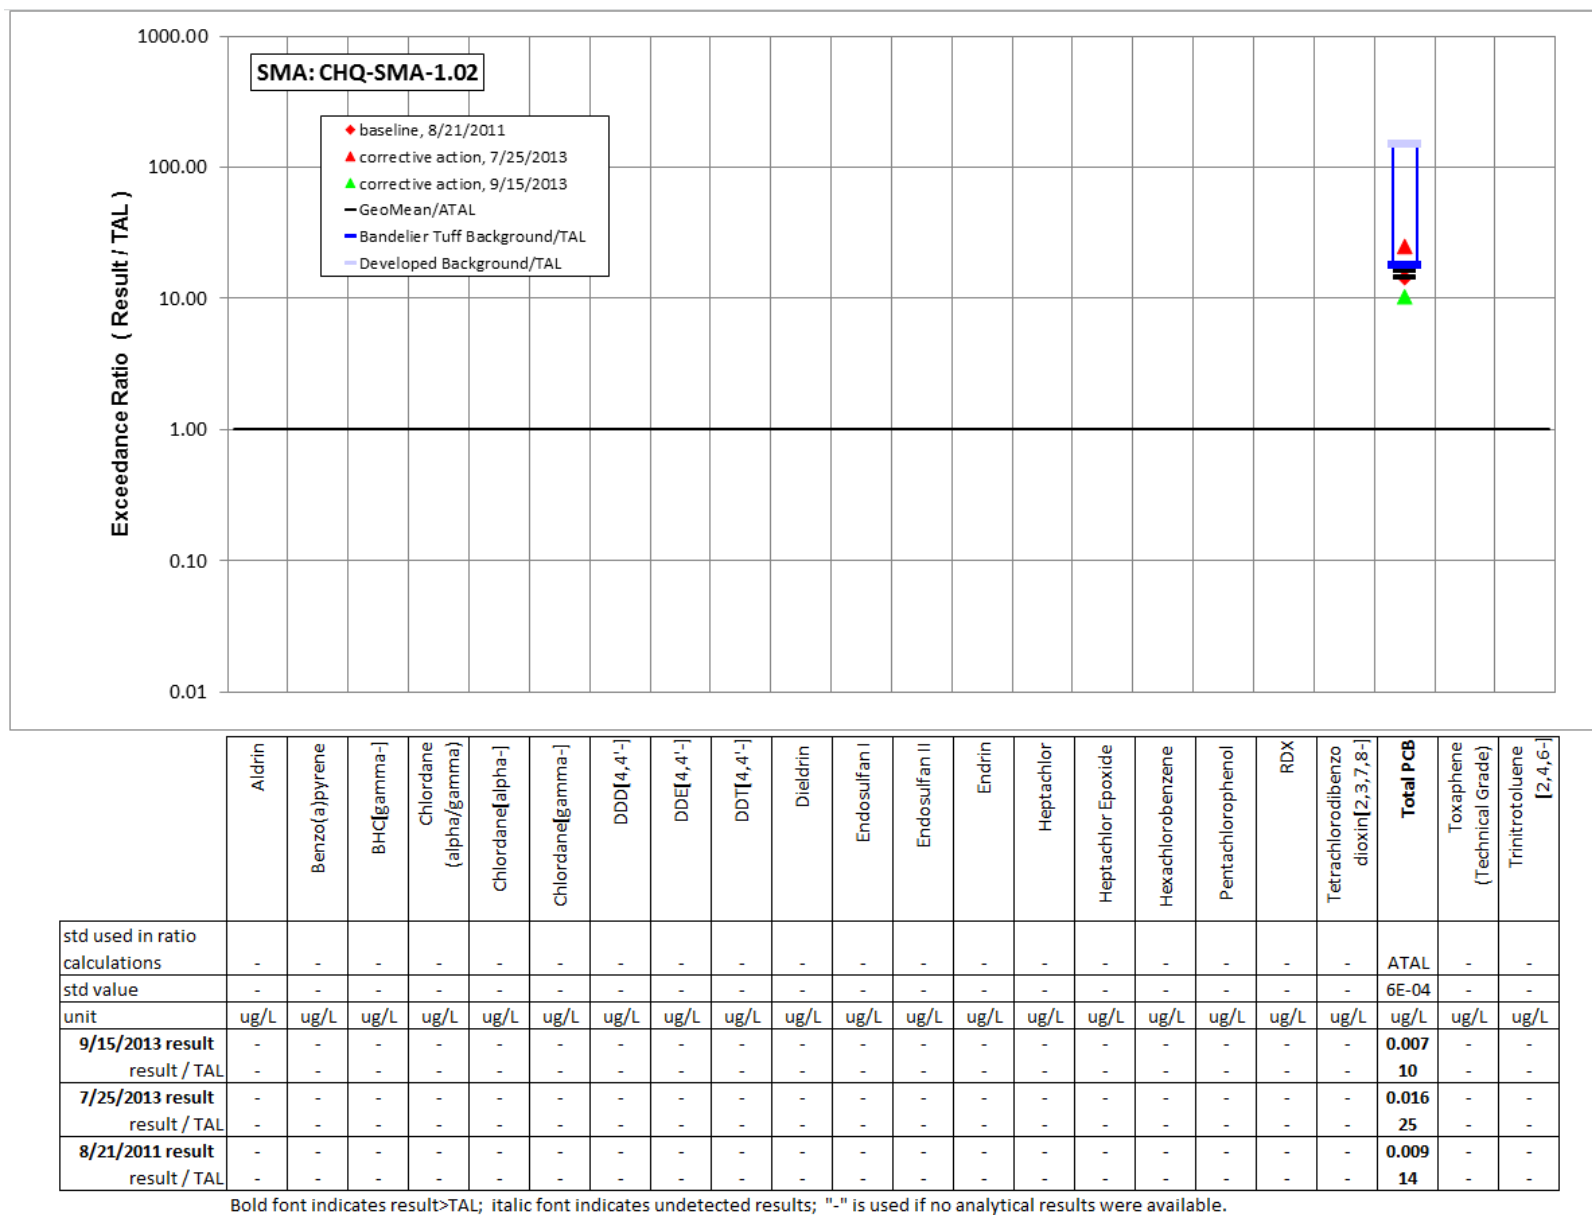 1000.00
SMA: CHQ-SMA-1.02
baseline, 8/21/2011
corrective action, 7/25/2013
corrective action, 9/15/2013
GeoMean/ATAL
Bandelier Tuff Background/TAL
Developed Background/TAL
100.00
10.00
1.00
0.10
0.01
Exceedance Ratio ( Result / TAL )
Aldrin
Benzo(a)pyrene
BHC[gamma-]
Chlordane
(alpha/gamma)
Chlordane[alpha-]
Chlordane[gamma-]
DDD[4,4'-]
DDE[4,4'-]
DDT[4,4'-]
Dieldrin
Endosulfan I
Endosulfan II
Endrin
Heptachlor
Heptachlor Epoxide
Hexachlorobenzene
Pentachlorophenol
RDX
Tetrachlorodibenzo
dioxin[2,3,7,8-]
Total PCB
Toxaphene
(Technical Grade)
Trinitrotoluene
[2,4,6-]
std used in ratio
calculations - - - - - - - - - - - - - - - - - - - ATAL - -
std value - - - - - - - - - - - - - - - - - - - 6E-04 - -
unit ug/L ug/L ug/L ug/L ug/L ug/L ug/L ug/L ug/L ug/L ug/L ug/L ug/L ug/L ug/L ug/L ug/L ug/L ug/L ug/L ug/L ug/L
9/15/2013 result - - - - - - - - - - - - - - - - - - - 0.007 - -
result / TAL - - - - - - - - - - - - - - - - - - - 10 - -
7/25/2013 result - - - - - - - - - - - - - - - - - - - 0.016 - -
result / TAL - - - - - - - - - - - - - - - - - - - 25 - -
8/21/2011 result - - - - - - - - - - - - - - - - - - - 0.009 - -
result / TAL - - - - - - - - - - - - - - - - - - - 14 - -
Bold font indicates result>TAL; italic font indicates undetected results; "-" is used if no analytical results were available.